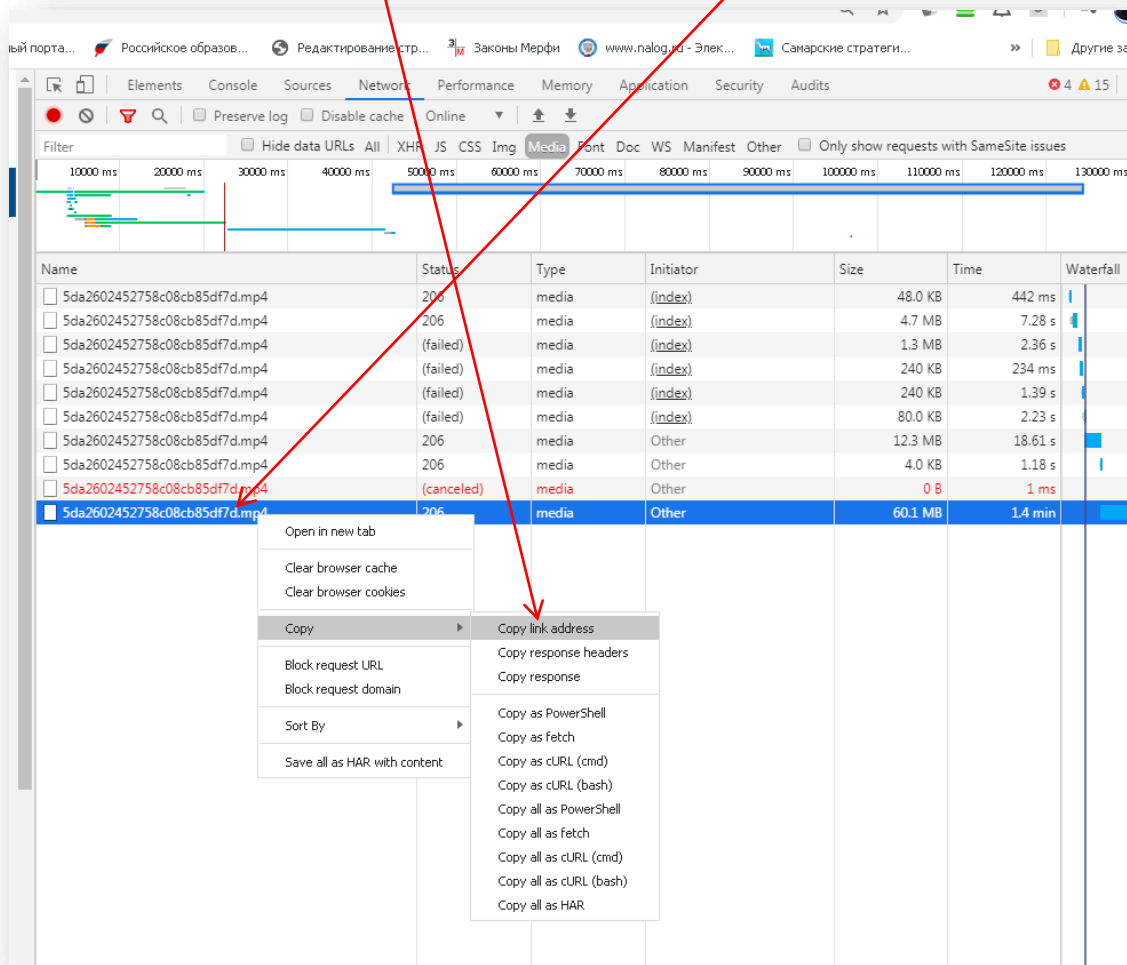 ый порта... Российское образов... Редактирование стр... Законы Мерфи www.nalog.ru - Элек... Самарские стратеги... » Другие за
Elements Console Sources Network Performance Memory Application Security Audits 4 15
Preserve log Disable cache Online
Filter Hide data URLs All XHR JS CSS Img Media Font Doc WS Manifest Other Only show requests with SameSite issues
10000 ms 20000 ms 30000 ms 40000 ms 50000 ms 60000 ms 70000 ms 80000 ms 90000 ms 100000 ms 110000 ms 120000 ms 130000 ms
Name Status Type Initiator Size Time Waterfall
5da2602452758c08cb85df7d.mp4 206 media (index) 48.0 KB 442 ms
5da2602452758c08cb85df7d.mp4 206 media (index) 4.7 MB 7.28 s
5da2602452758c08cb85df7d.mp4 (failed) media (index) 1.3 MB 2.36 s
5da2602452758c08cb85df7d.mp4 (failed) media (index) 240 KB 234 ms
5da2602452758c08cb85df7d.mp4 (failed) media (index) 240 KB 1.39 s
5da2602452758c08cb85df7d.mp4 (failed) media (index) 80.0 KB 2.23 s
5da2602452758c08cb85df7d.mp4 206 media Other 12.3 MB 18.61 s
5da2602452758c08cb85df7d.mp4 206 media Other 4.0 KB 1.18 s
5da2602452758c08cb85df7d.mp4 (canceled) media Other 0 B 1 ms
5da2602452758c08cb85df7d.mp4 206 media Other 60.1 MB 1.4 min
Open in new tab
Clear browser cache
Clear browser cookies
Copy
Block request URL
Block request domain
Sort By
Save all as HAR with content
Copy link address
Copy response headers
Copy response
Copy as PowerShell
Copy as fetch
Copy as cURL (cmd)
Copy as cURL (bash)
Copy all as PowerShell
Copy all as fetch
Copy all as cURL (cmd)
Copy all as cURL (bash)
Copy all as HAR